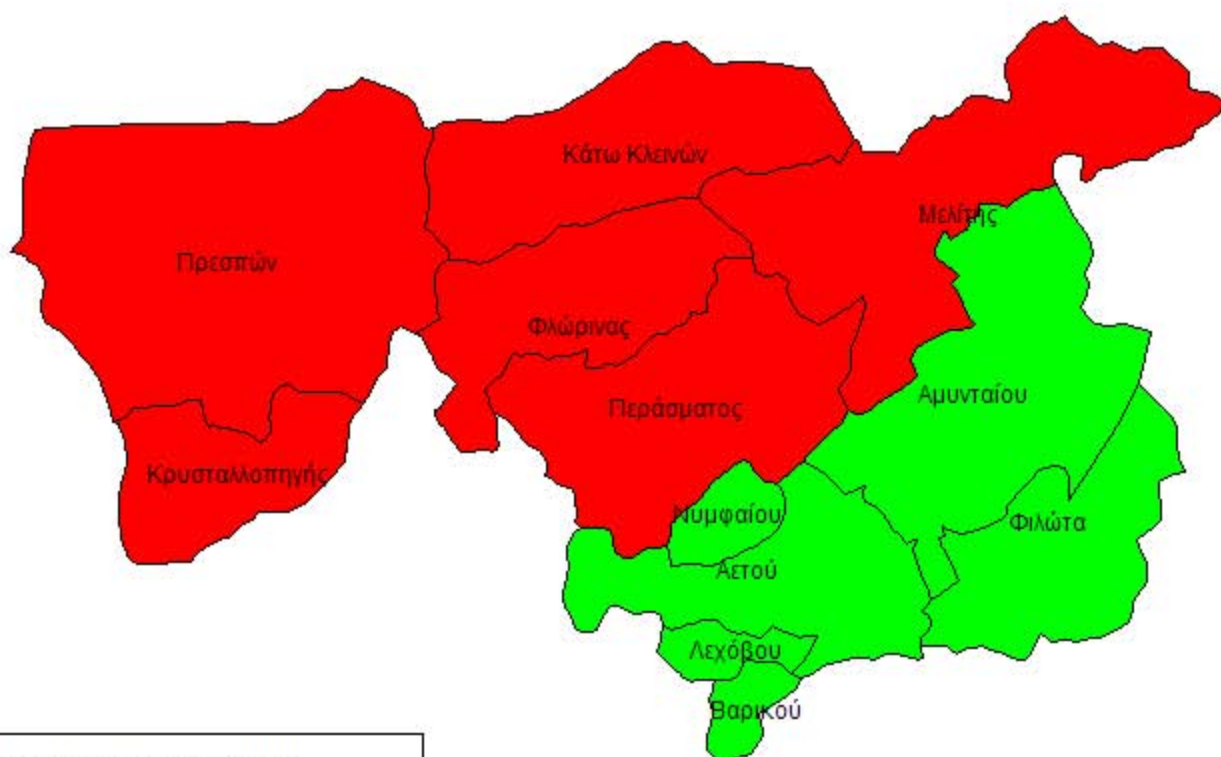 Κάτω Κλεινών
Μελίτης
Πρεσπών
Φλώρινας
Αμυνταίου
Περάσματος
Κρυσταλλοπηγής
Νυμφαίου
Φιλώτα
Αετού
Λεχόβου
Βαρικού